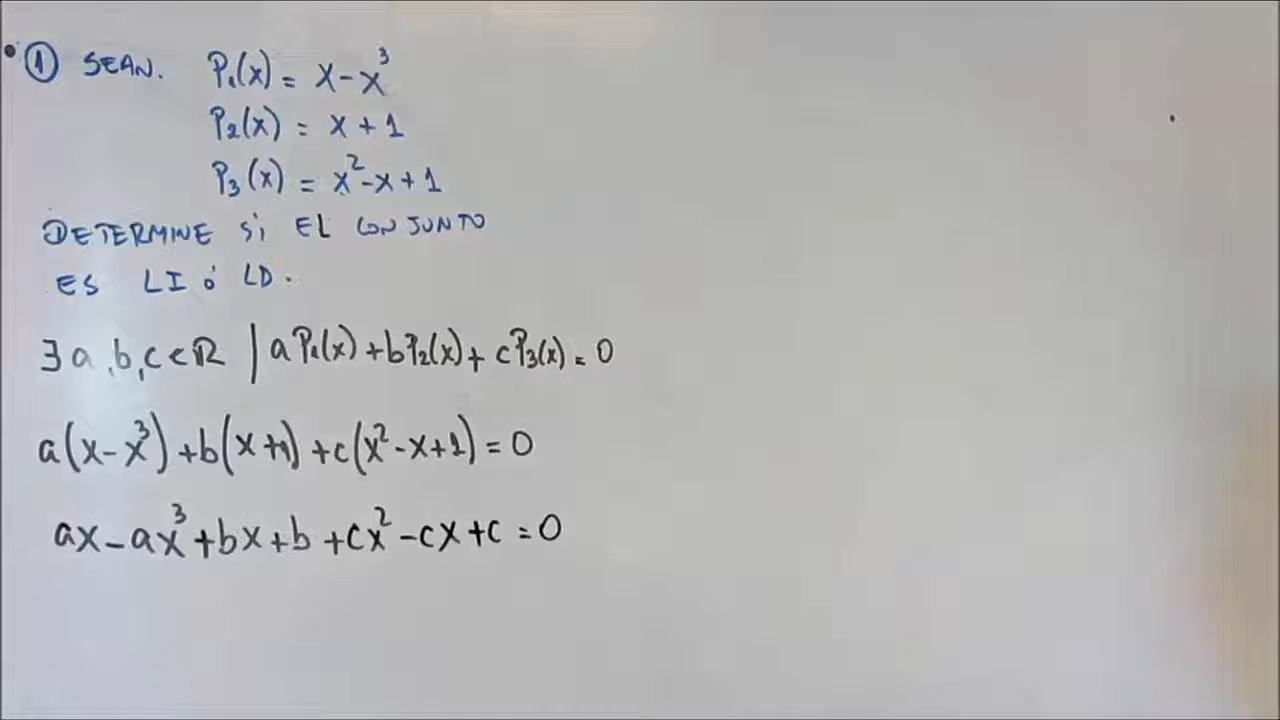 ① SEAN. P₁(x) = x-x³
P₂(x) = x + 1
P₃(x) = x²-x+1
DETERMINE Si EL CONJUNTO
ES LI ó LD.
∃ a,b,c ∈ ℝ | aP₁(x) + bP₂(x) + cP₃(x) = 0
a(x-x³) + b(x+1) + c(x²-x+1) = 0
ax - ax³ + bx + b + cx² - cx + c = 0